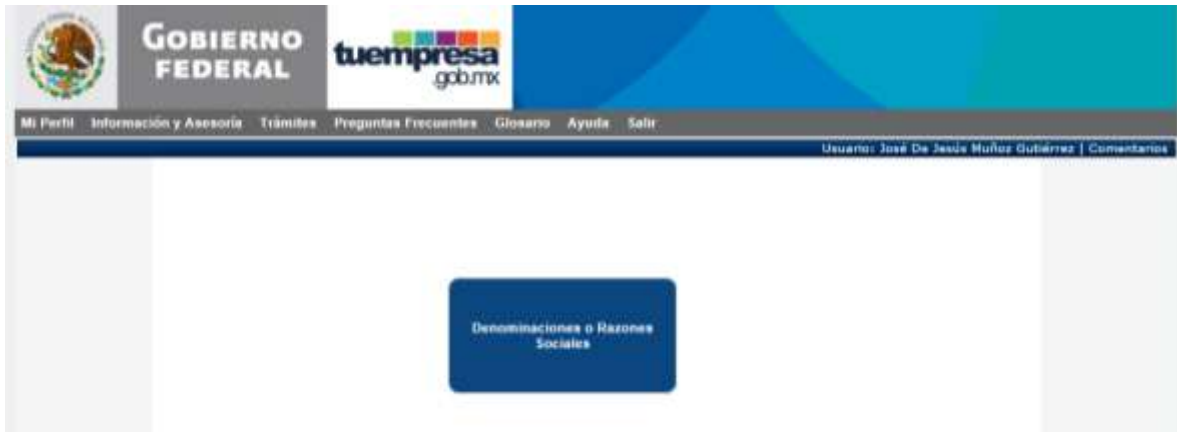 GOBIERNO
FEDERAL
tuempresa
.gob.mx
Mi Perfil Información y Asesoría Trámites Preguntas Frecuentes Glosario Ayuda Salir
Usuario: José De Jesús Muñoz Gutiérrez | Comentarios
Denominaciones o Razones
Sociales